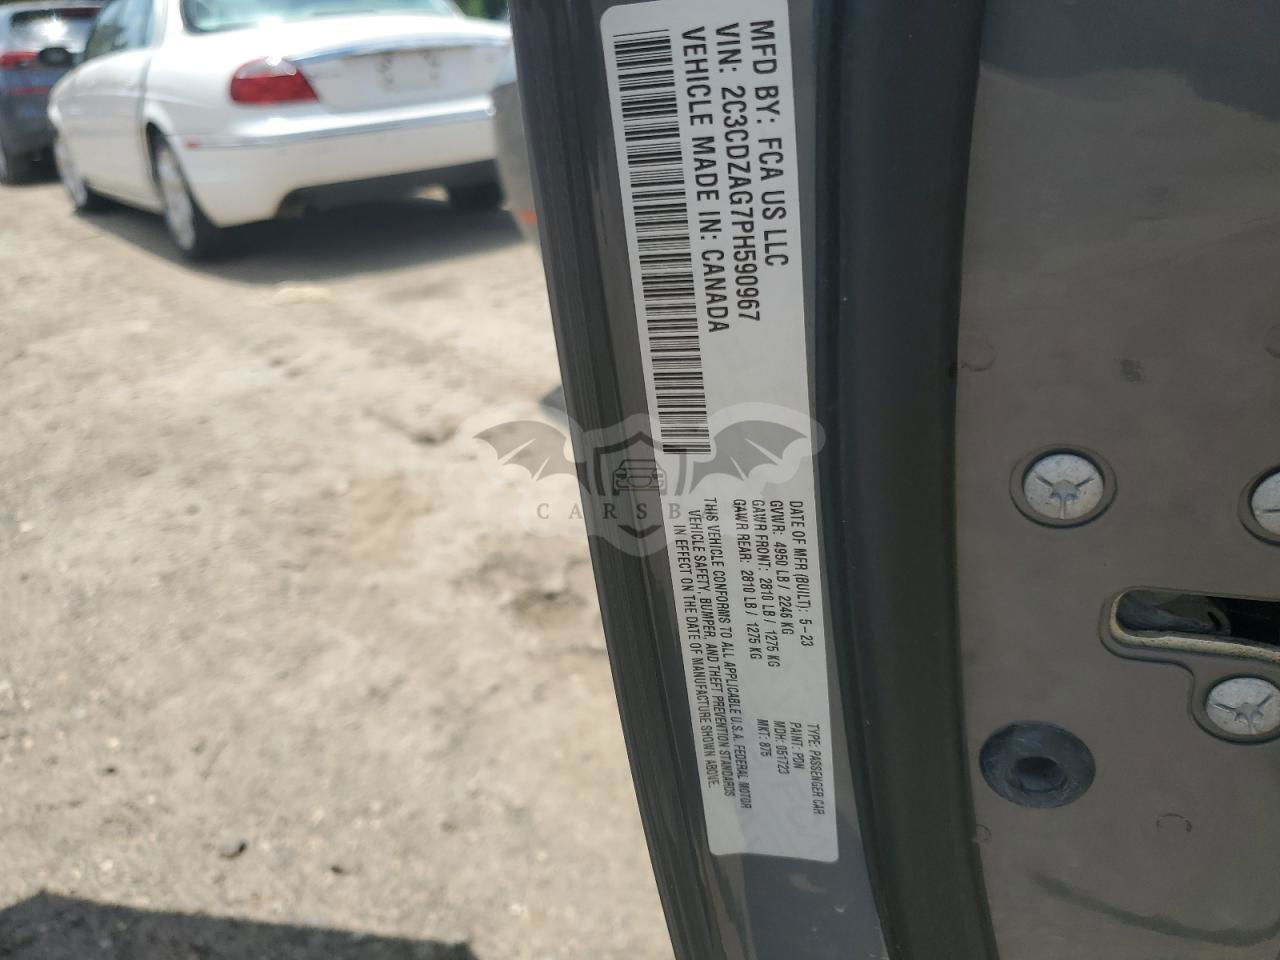 MFD BY: FCA US LLC
VIN: 2C3CDZAG7PH590967
VEHICLE MADE IN: CANADA
DATE OF MFR (BUILT): 5-23
GVWR: 4950 LB / 2246 KG
GAWR FRONT: 2810 LB / 1275 KG
GAWR REAR: 2810 LB / 1275 KG
THIS VEHICLE CONFORMS TO ALL APPLICABLE U.S.A. FEDERAL MOTOR
VEHICLE SAFETY, BUMPER, AND THEFT PREVENTION STANDARDS
IN EFFECT ON THE DATE OF MANUFACTURE SHOWN ABOVE.
TYPE: PASSENGER CAR
PAINT: PDN
MDH: 051723
MKT: 875
CARSB